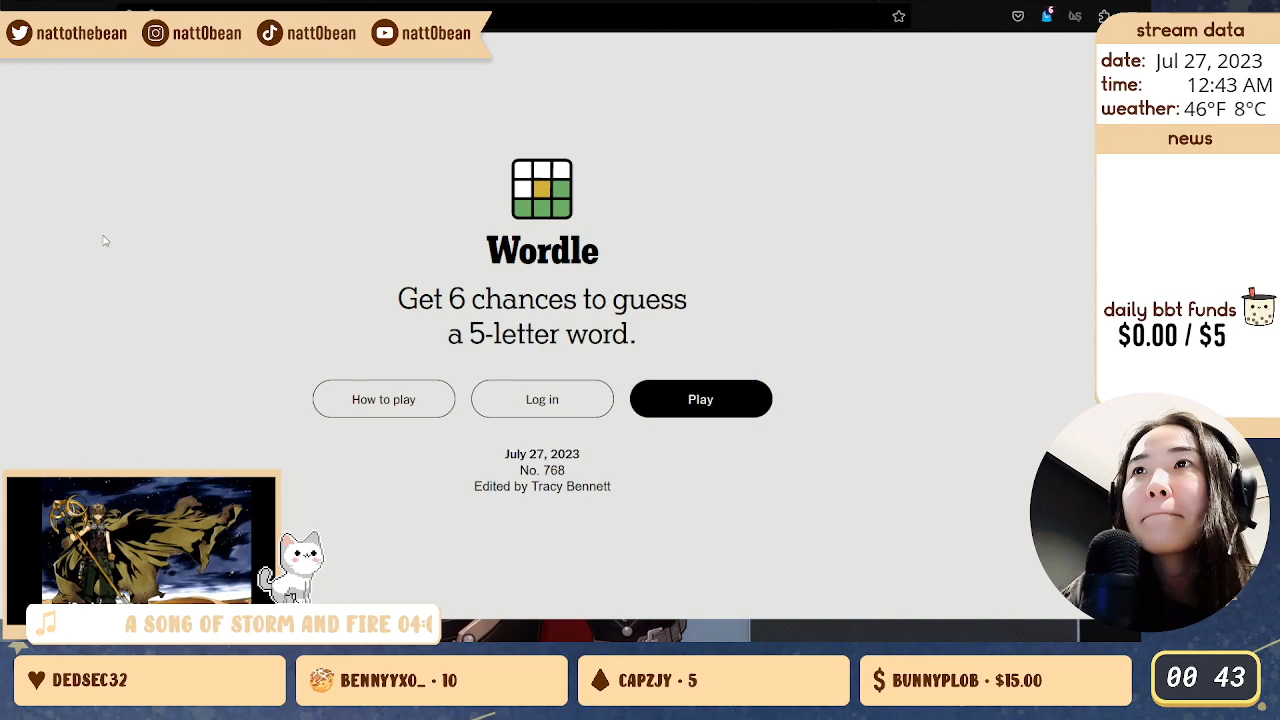 nattothebean natt0bean natt0bean natt0bean
stream data
date: Jul 27, 2023
time: 12:43 AM
weather: 46°F 8°C
news
daily bbt funds
$0.00 / $5
Wordle
Get 6 chances to guess
a 5-letter word.
How to play Log in Play
July 27, 2023
No. 768
Edited by Tracy Bennett
A SONG OF STORM AND FIRE 04:
DEDSEC32 BENNYYXO_ • 10 CAPZJY • 5 $ BUNNYPLOB • $15.00
00 43